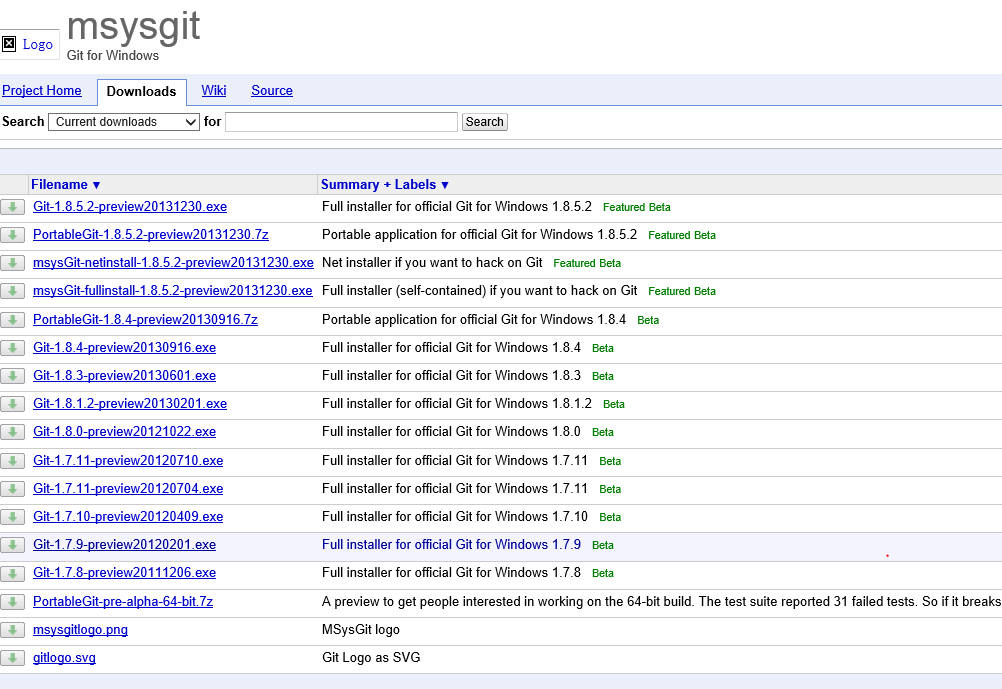 Logo
msysgit
Git for Windows
Project Home Downloads Wiki Source
Search Current downloads for Search
Filename ▼ Summary + Labels ▼
Git-1.8.5.2-preview20131230.exe Full installer for official Git for Windows 1.8.5.2 Featured Beta
PortableGit-1.8.5.2-preview20131230.7z Portable application for official Git for Windows 1.8.5.2 Featured Beta
msysGit-netinstall-1.8.5.2-preview20131230.exe Net installer if you want to hack on Git Featured Beta
msysGit-fullinstall-1.8.5.2-preview20131230.exe Full installer (self-contained) if you want to hack on Git Featured Beta
PortableGit-1.8.4-preview20130916.7z Portable application for official Git for Windows 1.8.4 Beta
Git-1.8.4-preview20130916.exe Full installer for official Git for Windows 1.8.4 Beta
Git-1.8.3-preview20130601.exe Full installer for official Git for Windows 1.8.3 Beta
Git-1.8.1.2-preview20130201.exe Full installer for official Git for Windows 1.8.1.2 Beta
Git-1.8.0-preview20121022.exe Full installer for official Git for Windows 1.8.0 Beta
Git-1.7.11-preview20120710.exe Full installer for official Git for Windows 1.7.11 Beta
Git-1.7.11-preview20120704.exe Full installer for official Git for Windows 1.7.11 Beta
Git-1.7.10-preview20120409.exe Full installer for official Git for Windows 1.7.10 Beta
Git-1.7.9-preview20120201.exe Full installer for official Git for Windows 1.7.9 Beta
Git-1.7.8-preview20111206.exe Full installer for official Git for Windows 1.7.8 Beta
PortableGit-pre-alpha-64-bit.7z A preview to get people interested in working on the 64-bit build. The test suite reported 31 failed tests. So if it breaks
msysgitlogo.png MSysGit logo
gitlogo.svg Git Logo as SVG